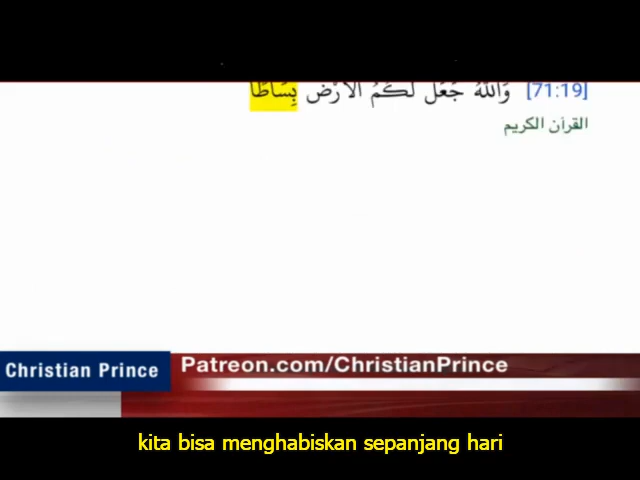 [71:19] وَاللَّهُ جَعَلَ لَكُمُ الْأَرْضَ بِسَاطًا
القرآن الكريم
Christian Prince
Patreon.com/ChristianPrince
kita bisa menghabiskan sepanjang hari